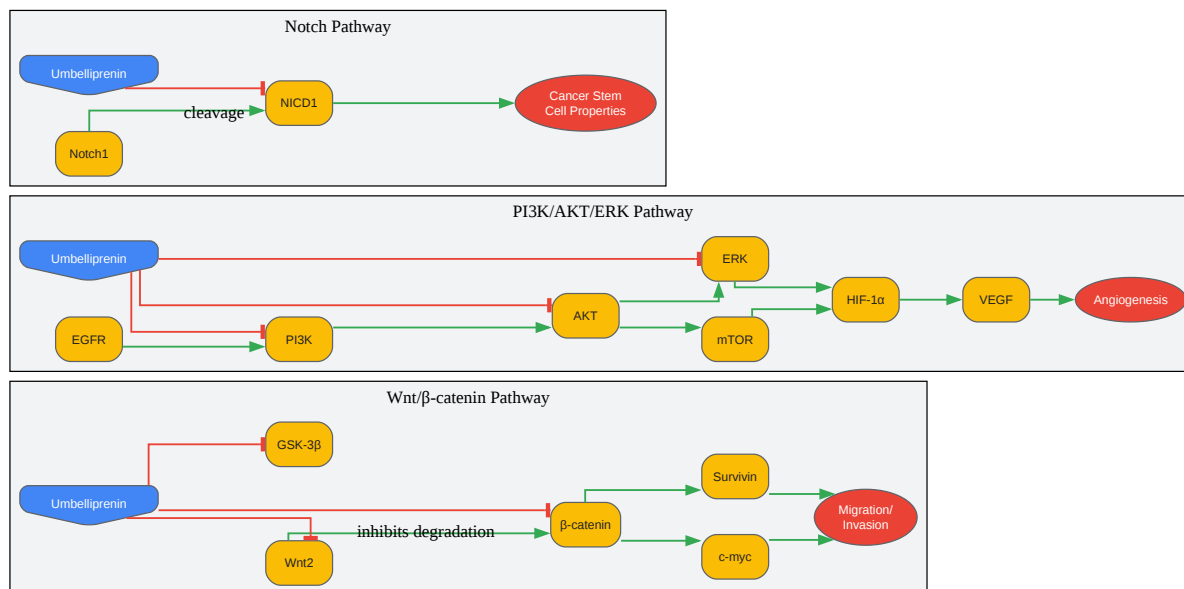 Notch Pathway
Umbelliprenin
NICD1
Cancer Stem
Cell Properties
cleavage
Notch1
PI3K/AKT/ERK Pathway
Umbelliprenin
ERK
HIF-1α
VEGF
Angiogenesis
AKT
EGFR
PI3K
mTOR
Wnt/β-catenin Pathway
GSK-3β
Survivin
Umbelliprenin
Migration/
Invasion
β-catenin
inhibits degradation
Wnt2
c-myc